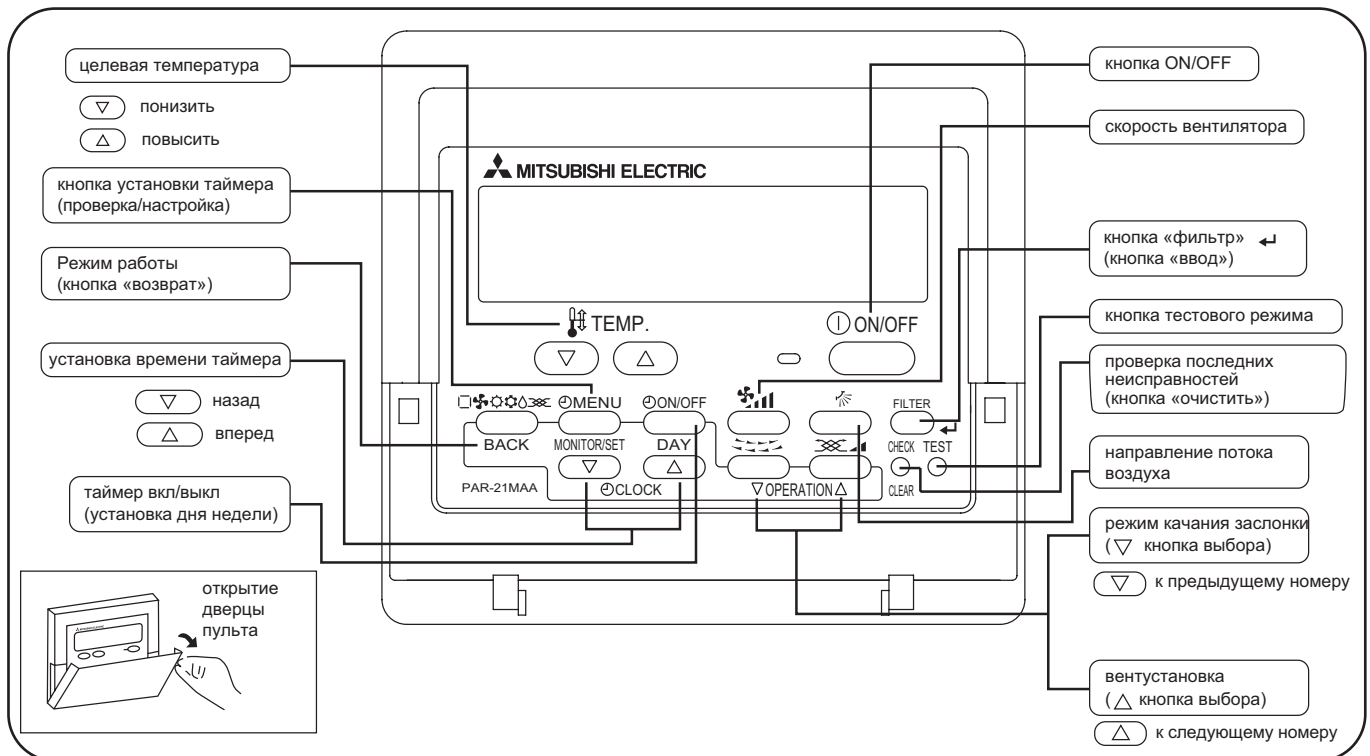 целевая температура
▽ понизить
△ повысить
кнопка установки таймера
(проверка/настройка)
Режим работы
(кнопка «возврат»)
установка времени таймера
▽ назад
△ вперед
таймер вкл/выкл
(установка дня недели)
открытие
дверцы
пульта
MITSUBISHI ELECTRIC
TEMP.
ON/OFF
▽ △
MENU ON/OFF
BACK MONITOR/SET DAY
▽ △
PAR-21MAA CLOCK
FILTER
CHECK TEST
▽ OPERATION △ CLEAR
кнопка ON/OFF
скорость вентилятора
кнопка «фильтр» ↵
(кнопка «ввод»)
кнопка тестового режима
проверка последних
неисправностей
(кнопка «очистить»)
направление потока
воздуха
режим качания заслонки
(▽ кнопка выбора)
▽ к предыдущему номеру
вентустановка
(△ кнопка выбора)
△ к следующему номеру